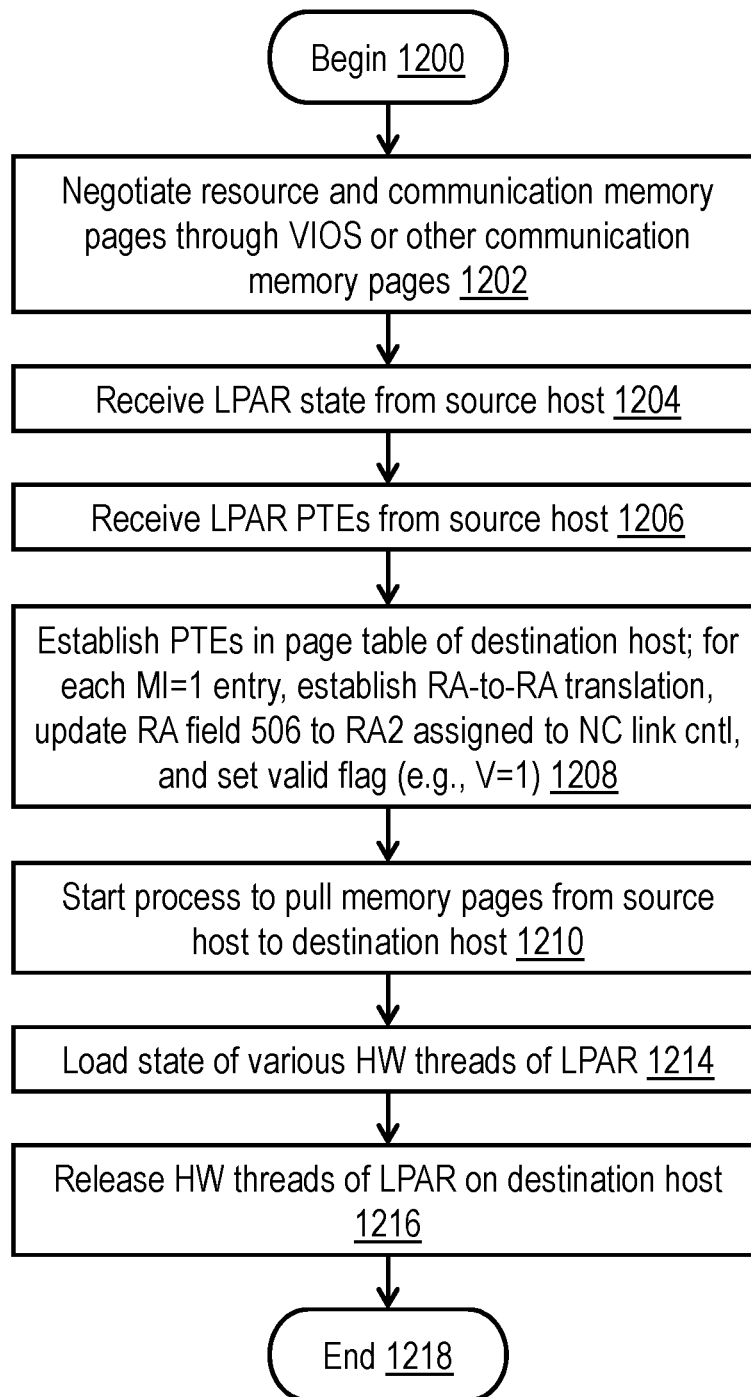 Begin 1200
Negotiate resource and communication memory
pages through VIOS or other communication
memory pages 1202
Receive LPAR state from source host 1204
Receive LPAR PTEs from source host 1206
Establish PTEs in page table of destination host; for
each MI=1 entry, establish RA-to-RA translation,
update RA field 506 to RA2 assigned to NC link cntl,
and set valid flag (e.g., V=1) 1208
Start process to pull memory pages from source
host to destination host 1210
Load state of various HW threads of LPAR 1214
Release HW threads of LPAR on destination host
1216
End 1218